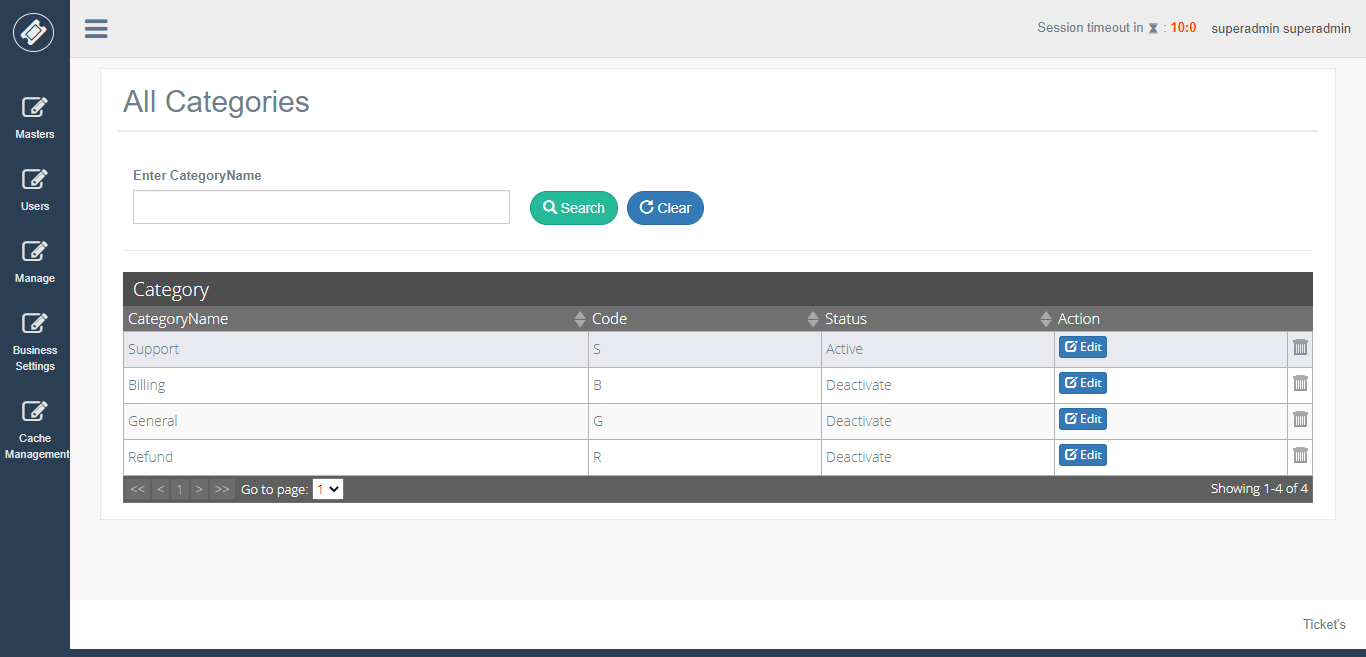 Session timeout in : 10:0 superadmin superadmin
Masters
Users
Manage
Business
Settings
Cache
Management
All Categories
Enter CategoryName
Search Clear
Category
CategoryName Code Status Action
Support S Active Edit
Billing B Deactivate Edit
General G Deactivate Edit
Refund R Deactivate Edit
<< < 1 > >> Go to page: 1 Showing 1-4 of 4
Ticket's